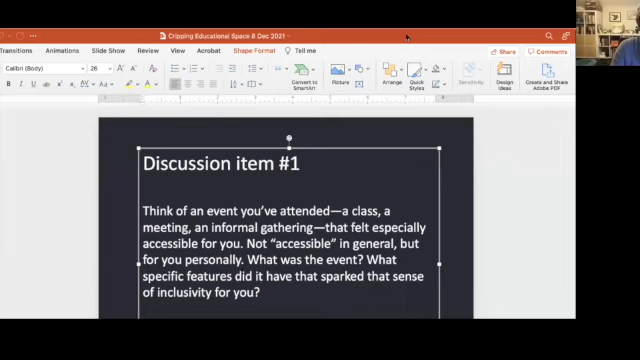 Cripping Educational Space 8 Dec 2021
Transitions Animations Slide Show Review View Acrobat Shape Format Tell me
Share Comments
Calibri (Body) 26
Convert to SmartArt Picture Arrange Quick Styles Sensitivity Design Ideas Create and Share Adobe PDF
Discussion item #1
Think of an event you've attended—a class, a
meeting, an informal gathering—that felt especially
accessible for you. Not "accessible" in general, but
for you personally. What was the event? What
specific features did it have that sparked that sense
of inclusivity for you?